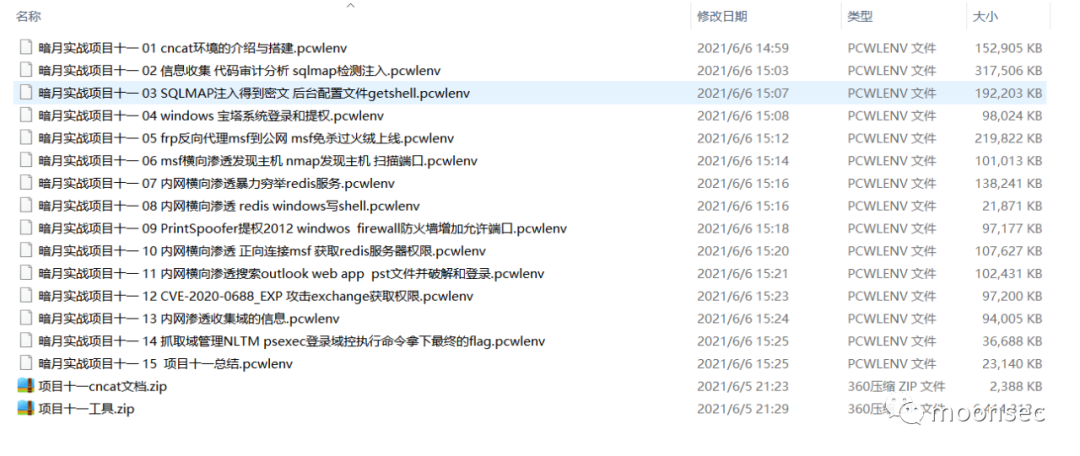 名称 修改日期 类型 大小
暗月实战项目十一 01 cncat环境的介绍与搭建.pcwlenv 2021/6/6 14:59 PCWLENV 文件 152,905 KB
暗月实战项目十一 02 信息收集 代码审计分析 sqlmap检测注入.pcwlenv 2021/6/6 15:03 PCWLENV 文件 317,506 KB
暗月实战项目十一 03 SQLMAP注入得到密文 后台配置文件getshell.pcwlenv 2021/6/6 15:07 PCWLENV 文件 192,203 KB
暗月实战项目十一 04 windows 宝塔系统登录和提权.pcwlenv 2021/6/6 15:08 PCWLENV 文件 98,024 KB
暗月实战项目十一 05 frp反向代理msf到公网 msf免杀过火绒上线.pcwlenv 2021/6/6 15:12 PCWLENV 文件 219,822 KB
暗月实战项目十一 06 msf横向渗透发现主机 nmap发现主机 扫描端口.pcwlenv 2021/6/6 15:14 PCWLENV 文件 101,013 KB
暗月实战项目十一 07 内网横向渗透暴力穷举redis服务.pcwlenv 2021/6/6 15:16 PCWLENV 文件 138,241 KB
暗月实战项目十一 08 内网横向渗透 redis windows写shell.pcwlenv 2021/6/6 15:16 PCWLENV 文件 21,871 KB
暗月实战项目十一 09 PrintSpoofer提权2012 windwos firewall防火墙增加允许端口.pcwlenv 2021/6/6 15:18 PCWLENV 文件 97,177 KB
暗月实战项目十一 10 内网横向渗透 正向连接msf 获取redis服务器权限.pcwlenv 2021/6/6 15:20 PCWLENV 文件 107,627 KB
暗月实战项目十一 11 内网横向渗透搜索outlook web app pst文件并破解和登录.pcwlenv 2021/6/6 15:21 PCWLENV 文件 102,431 KB
暗月实战项目十一 12 CVE-2020-0688_EXP 攻击exchange获取权限.pcwlenv 2021/6/6 15:23 PCWLENV 文件 97,200 KB
暗月实战项目十一 13 内网渗透收集域的信息.pcwlenv 2021/6/6 15:24 PCWLENV 文件 94,005 KB
暗月实战项目十一 14 抓取域管理NLTM psexec登录域控执行命令拿下最终的flag.pcwlenv 2021/6/6 15:25 PCWLENV 文件 36,688 KB
暗月实战项目十一 15 项目十一总结.pcwlenv 2021/6/6 15:25 PCWLENV 文件 23,140 KB
项目十一cncat文档.zip 2021/6/5 21:23 360压缩 ZIP 文件 2,388 KB
项目十一工具.zip 2021/6/5 21:29 360压缩 文件 KB
moonsec